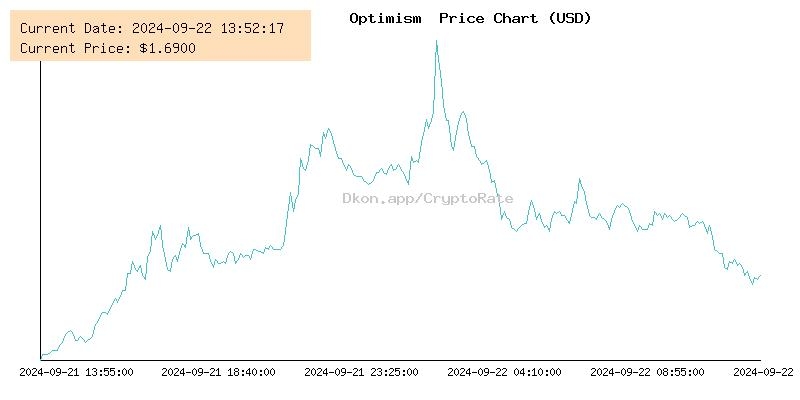 Optimism  Price Chart (USD)
Current Date: 2024-09-22 13:52:17
Current Price: $1.6900
Dkon.app/CryptoRate
2024-09-21 13:55:00 2024-09-21 18:40:00 2024-09-21 23:25:00 2024-09-22 04:10:00 2024-09-22 08:55:00 2024-09-22